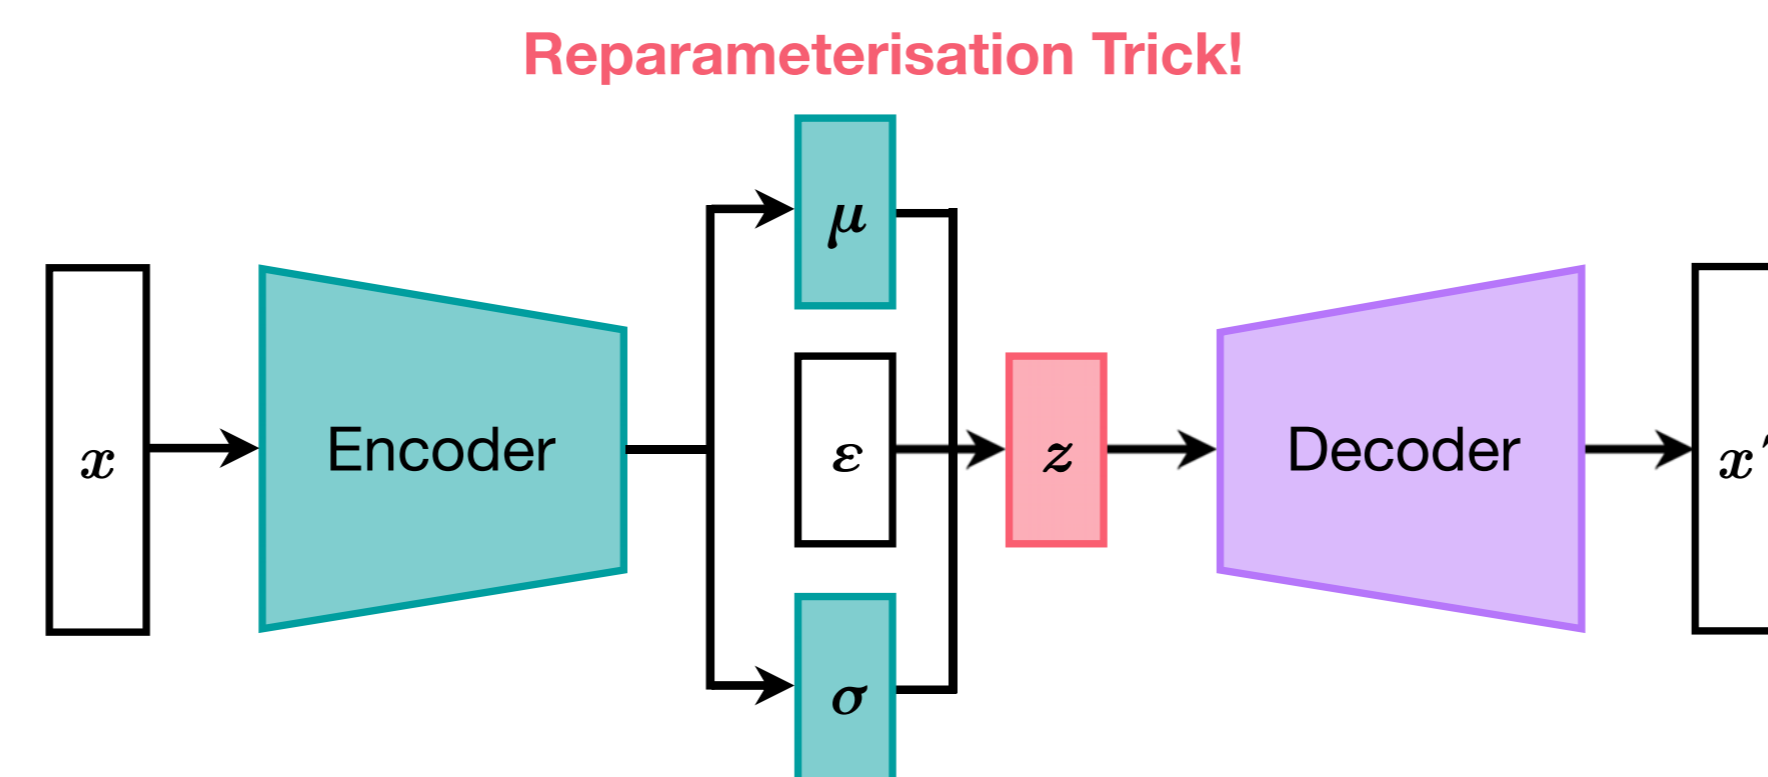 Reparameterisation Trick!
μ
x
Encoder
ε
z
Decoder
x′
σ